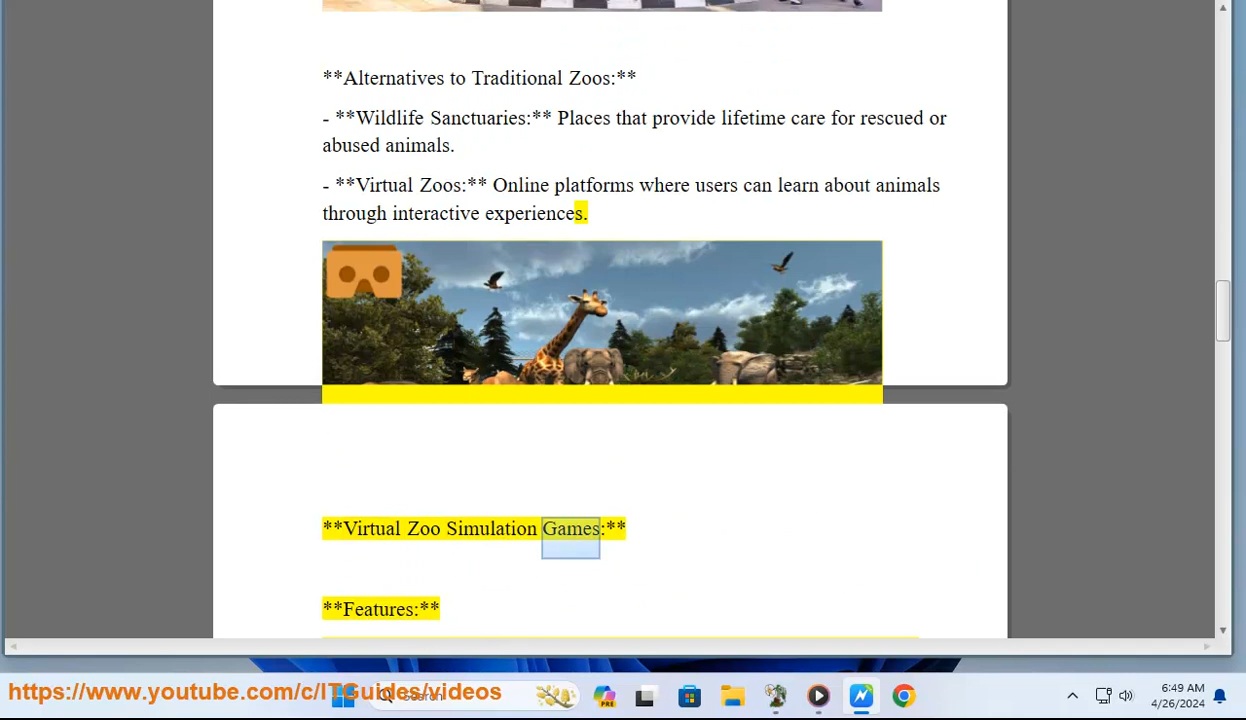 **Alternatives to Traditional Zoos:**
- **Wildlife Sanctuaries:** Places that provide lifetime care for rescued or
abused animals.
- **Virtual Zoos:** Online platforms where users can learn about animals
through interactive experiences.
**Virtual Zoo Simulation Games:**
**Features:**
https://www.youtube.com/c/ITGuides/videos
Search
PRE
6:49 AM
4/26/2024